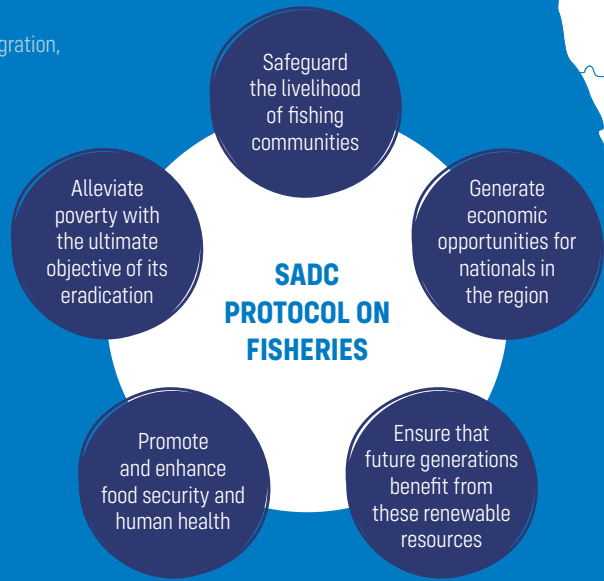 gration,
Safeguard
the livelihood
of fishing
communities
Alleviate
poverty with
the ultimate
objective of its
eradication
Generate
economic
opportunities for
nationals in
the region
SADC
PROTOCOL ON
FISHERIES
Promote
and enhance
food security and
human health
Ensure that
future generations
benefit from
these renewable
resources